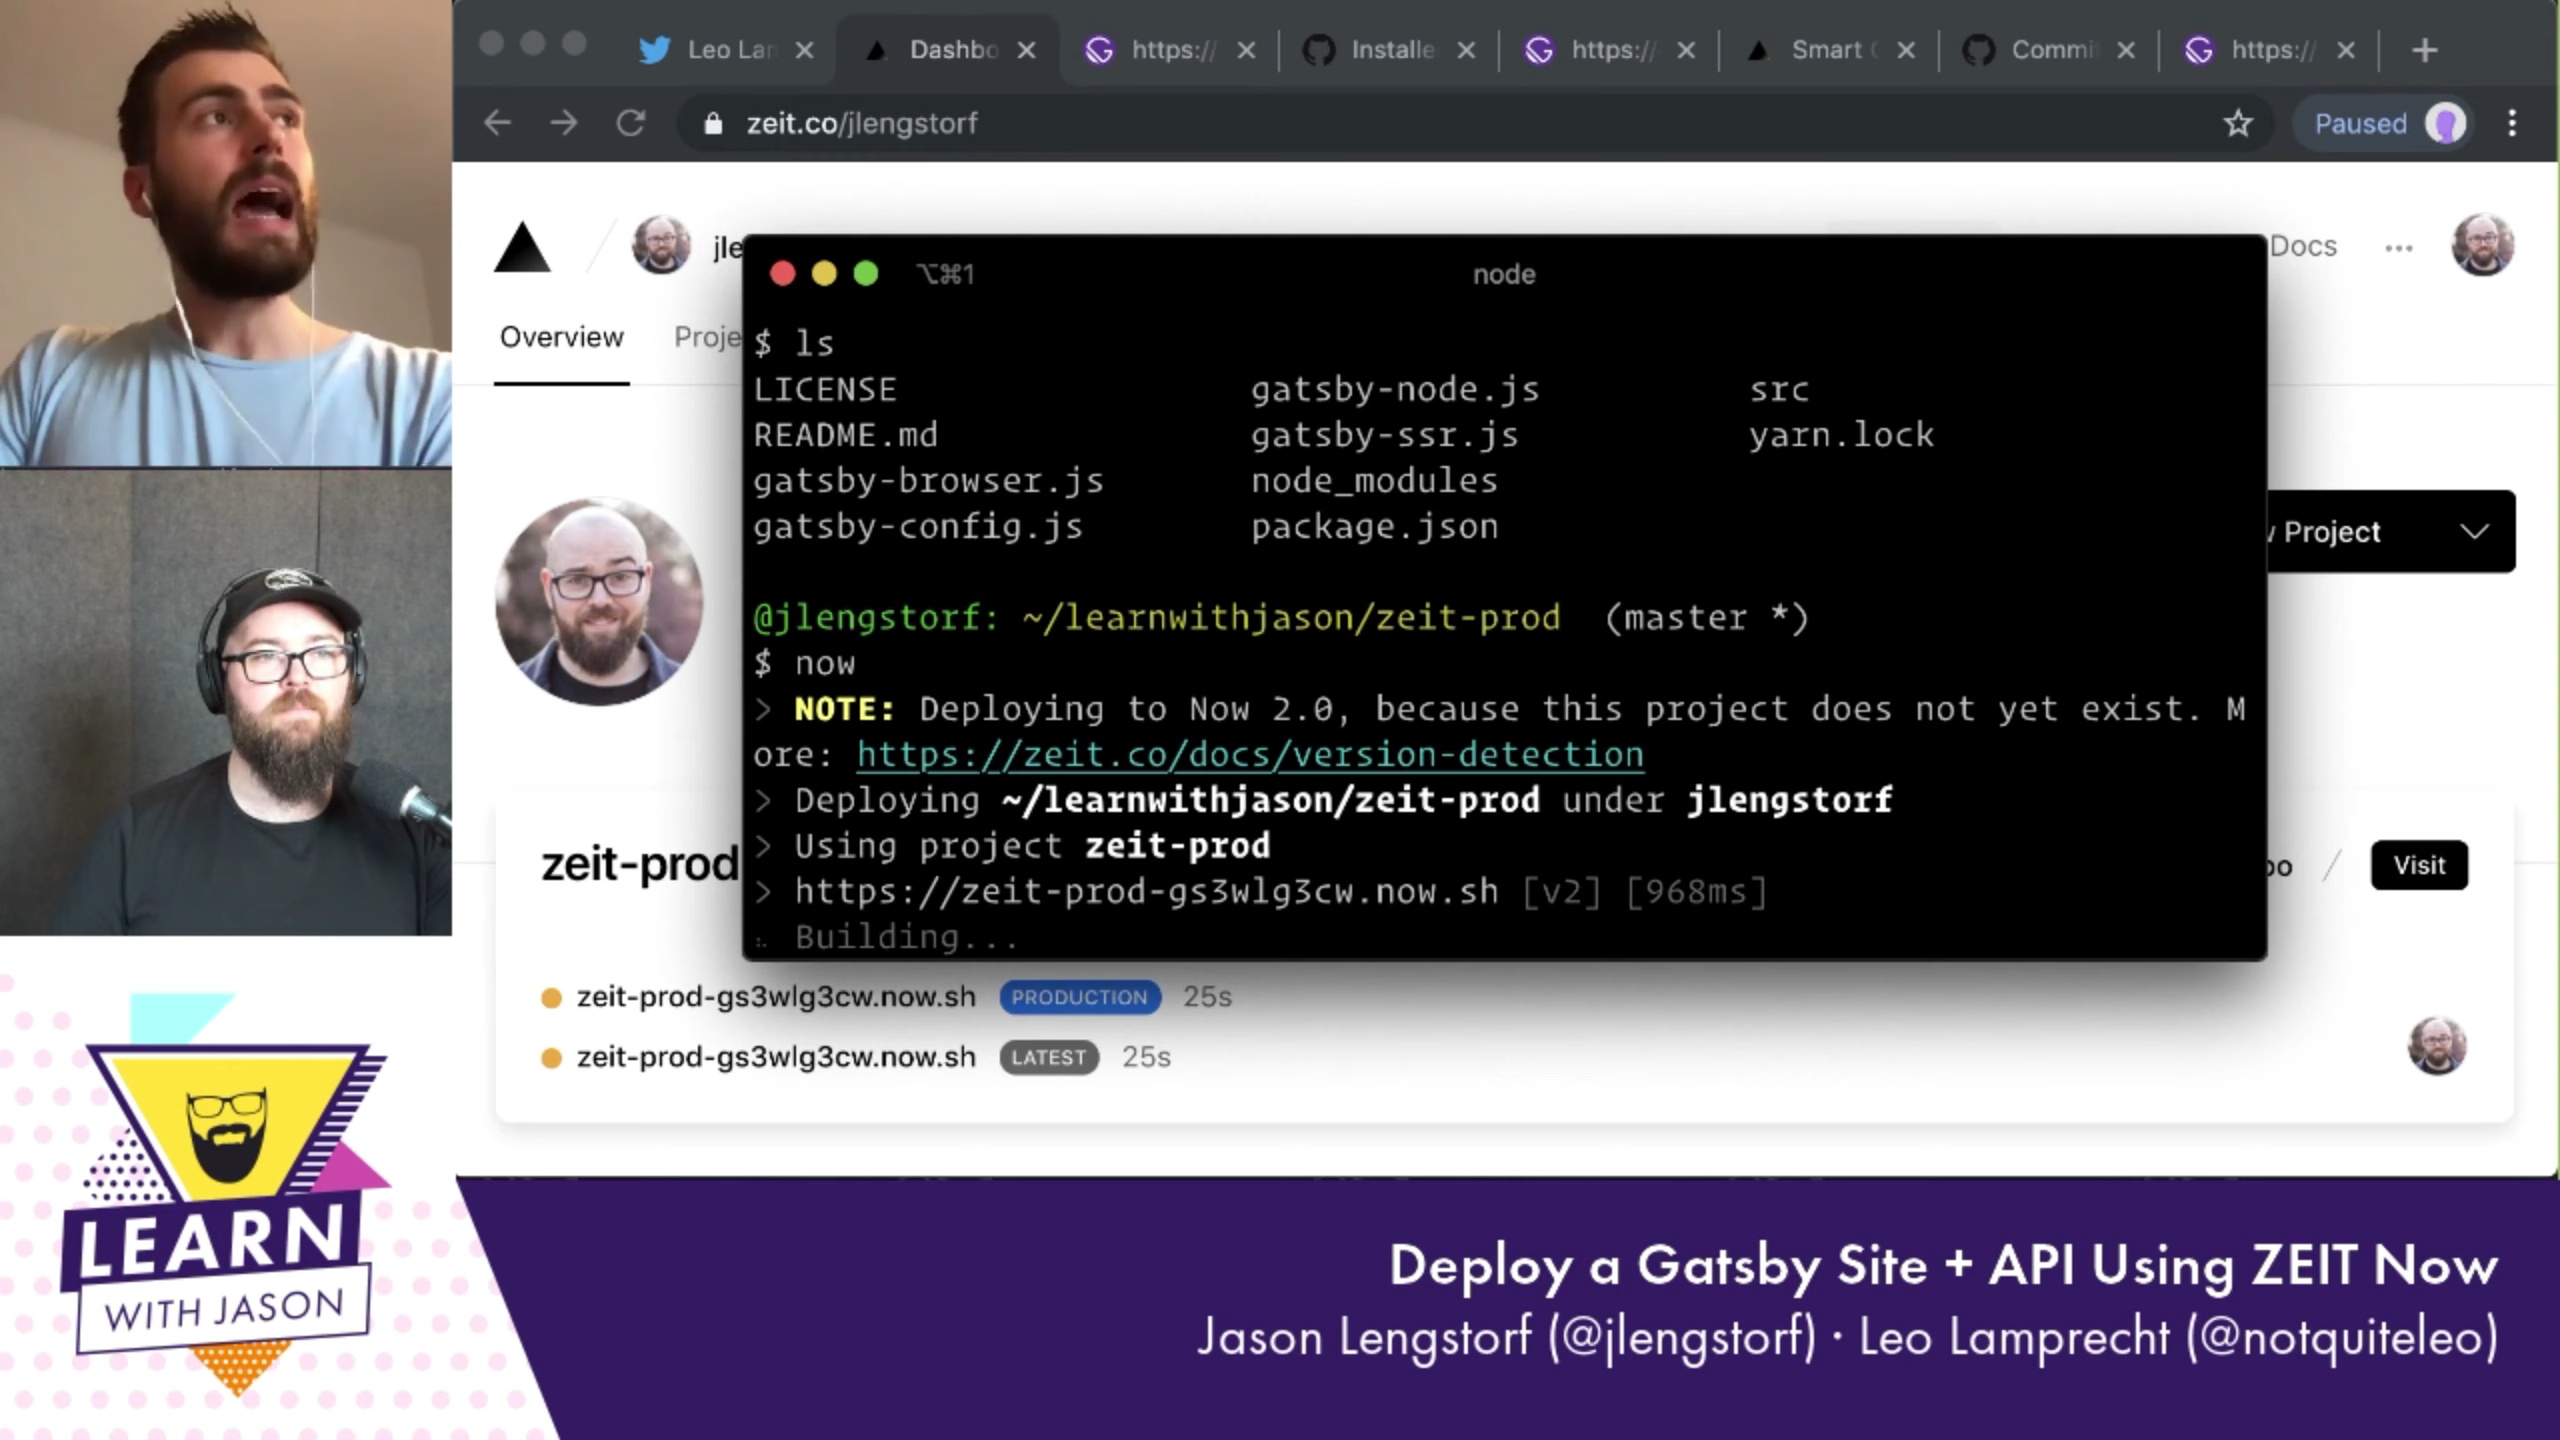 Leo Lan
Dashbo
https://
Installe
https://
Smart
Commi
https://
zeit.co/jlengstorf
Paused
jle
Docs
Overview
Proje
⌥⌘1
node
$ ls
LICENSE gatsby-node.js src
README.md gatsby-ssr.js yarn.lock
gatsby-browser.js node_modules
gatsby-config.js package.json
@jlengstorf: ~/learnwithjason/zeit-prod (master *)
$ now
> NOTE: Deploying to Now 2.0, because this project does not yet exist. M
ore: https://zeit.co/docs/version-detection
> Deploying ~/learnwithjason/zeit-prod under jlengstorf
> Using project zeit-prod
> https://zeit-prod-gs3wlg3cw.now.sh [v2] [968ms]
Building...
Project
zeit-prod
Visit
zeit-prod-gs3wlg3cw.now.sh PRODUCTION 25s
zeit-prod-gs3wlg3cw.now.sh LATEST 25s
LEARN
WITH JASON
Deploy a Gatsby Site + API Using ZEIT Now
Jason Lengstorf (@jlengstorf) · Leo Lamprecht (@notquiteleo)